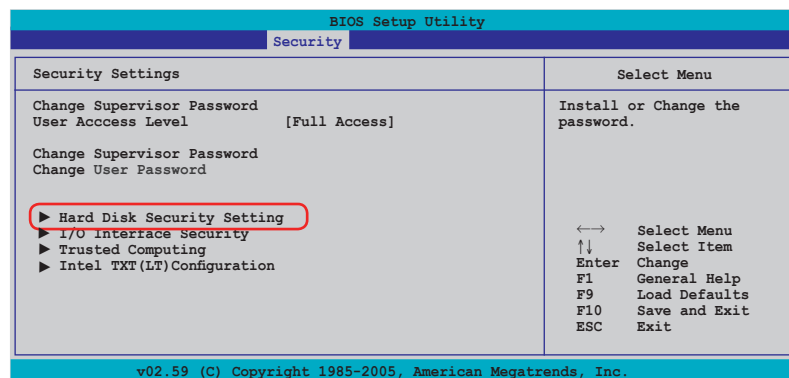 BIOS Setup Utility
Security
Security Settings
Change Supervisor Password
User Acccess Level [Full Access]
Change Supervisor Password
Change User Password
▶ Hard Disk Security Setting
▶ I/O Interface Security
▶ Trusted Computing
▶ Intel TXT(LT)Configuration
Select Menu
Install or Change the
password.
←→ Select Menu
↑↓ Select Item
Enter Change
F1 General Help
F9 Load Defaults
F10 Save and Exit
ESC Exit
v02.59 (C) Copyright 1985-2005, American Megatrends, Inc.